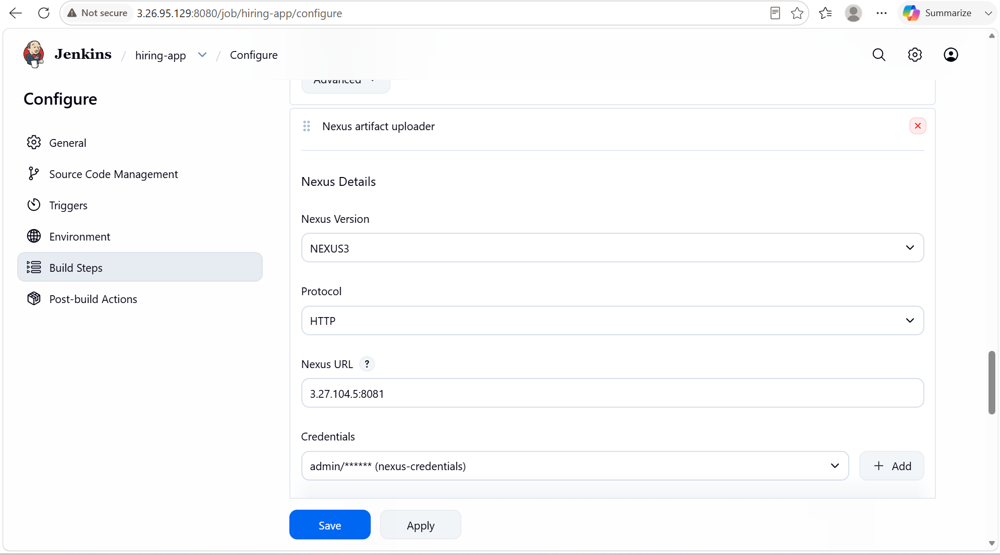 Not secure 3.26.95.129:8080/job/hiring-app/configure Summarize
Jenkins / hiring-app / Configure
Configure
General
Source Code Management
Triggers
Environment
Build Steps
Post-build Actions
Advanced
Nexus artifact uploader
Nexus Details
Nexus Version
NEXUS3
Protocol
HTTP
Nexus URL ?
3.27.104.5:8081
Credentials
admin/****** (nexus-credentials)
+ Add
Save Apply